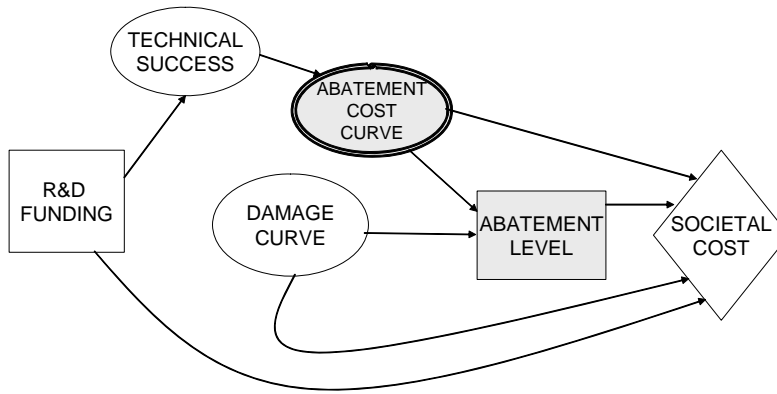 TECHNICAL
SUCCESS
ABATEMENT
COST
CURVE
R&D
FUNDING
DAMAGE
CURVE
ABATEMENT
LEVEL
SOCIETAL
COST